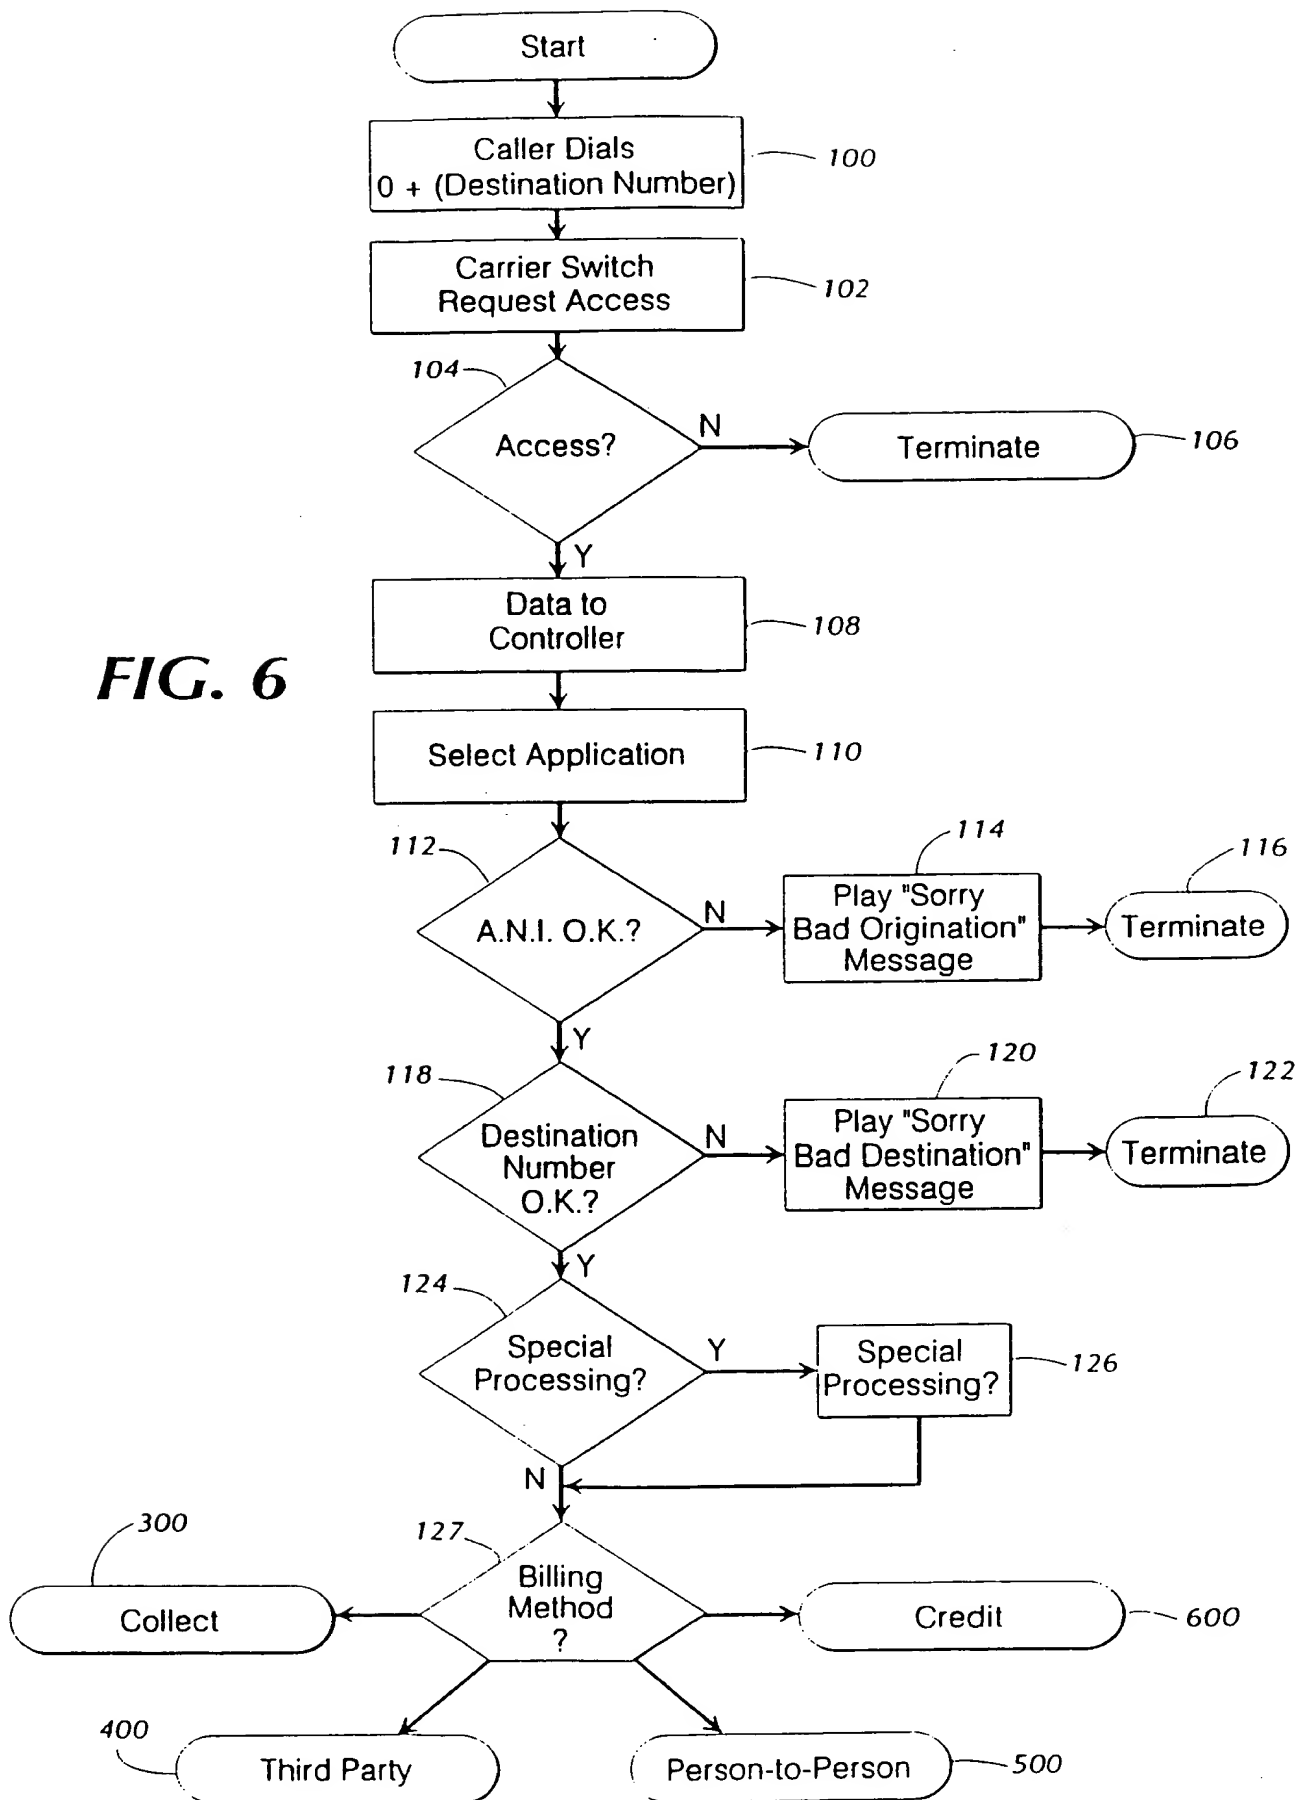 Start
Caller Dials
0 + (Destination Number)
100
Carrier Switch
Request Access
102
104
Access?
N
Terminate
106
Y
Data to
Controller
108
FIG. 6
Select Application
110
112
A.N.I. O.K.?
N
114
Play "Sorry
Bad Origination"
Message
116
Terminate
Y
118
Destination
Number
O.K.?
N
120
Play "Sorry
Bad Destination"
Message
122
Terminate
Y
124
Special
Processing?
Y
Special
Processing?
126
N
127
Billing
Method
?
300
Collect
Credit
600
400
Third Party
Person-to-Person
500